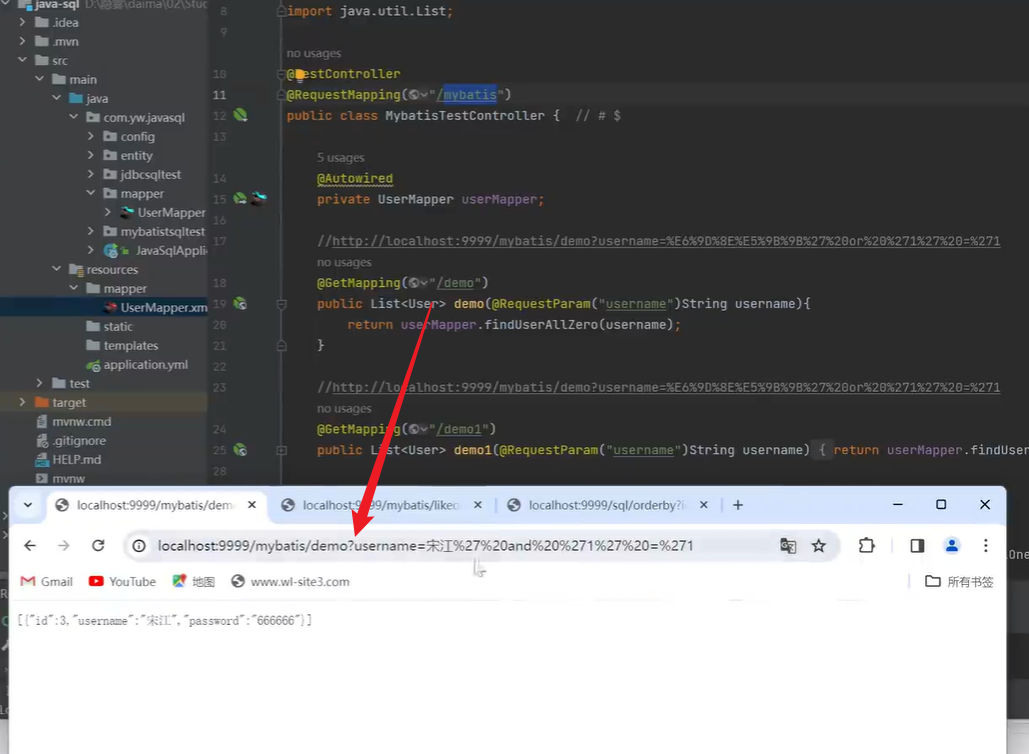 java-sql
.idea
.mvn
src
main
java
com.yw.javasql
config
entity
jdbcsqltest
mapper
UserMapper
mybatistsqltest
JavaSqlAppli
resources
mapper
UserMapper.xm
static
templates
application.yml
test
target
mvnw.cmd
.gitignore
HELP.md
mvnw
8 import java.util.List;
9
no usages
10 @RestController
11 @RequestMapping("/mybatis")
12 public class MybatisTestController { // # $
13
5 usages
14 @Autowired
15 private UserMapper userMapper;
16
17 //http://localhost:9999/mybatis/demo?username=%E6%9D%8E%E5%9B%9B%27%20or%20%271%27%20=%271
no usages
18 @GetMapping("/demo")
19 public List<User> demo(@RequestParam("username")String username){
20 return userMapper.findUserAllZero(username);
21 }
22
23 //http://localhost:9999/mybatis/demo?username=%E6%9D%8E%E5%9B%9B%27%20or%20%271%27%20=%271
no usages
24 @GetMapping("/demo1")
25 public List<User> demo1(@RequestParam("username")String username) { return userMapper.findUser
28
localhost:9999/mybatis/dem
localhost:9999/mybatis/likeo
localhost:9999/sql/orderby?i
localhost:9999/mybatis/demo?username=宋江%27%20and%20%271%27%20=%271
Gmail
YouTube
地图
www.wl-site3.com
所有书签
[{"id":3,"username":"宋江","password":"666666"}]